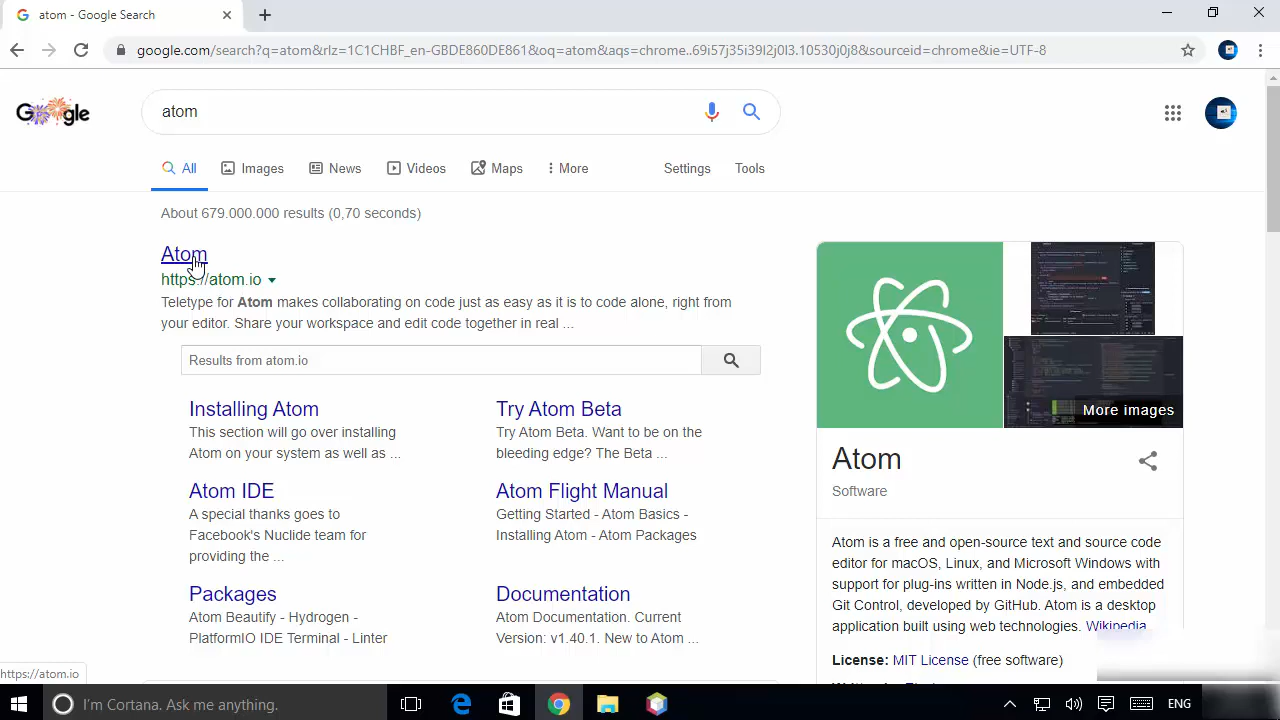 atom - Google Search
google.com/search?q=atom&rlz=1C1CHBF_en-GBDE860DE861&oq=atom&aqs=chrome..69i57j35i39l2j0l3.10530j0j8&sourceid=chrome&ie=UTF-8
Google
atom
All Images News Videos Maps More Settings Tools
About 679.000.000 results (0,70 seconds)
Atom
https://atom.io
Teletype for Atom makes collaborating on code just as easy as it is to code alone, right from
your editor. Share your workspace and edit code together in real ...
Results from atom.io
Installing Atom
This section will go over installing
Atom on your system as well as ...
Try Atom Beta
Try Atom Beta. Want to be on the
bleeding edge? The Beta ...
Atom IDE
A special thanks goes to
Facebook's Nuclide team for
providing the ...
Atom Flight Manual
Getting Started - Atom Basics -
Installing Atom - Atom Packages
Packages
Atom Beautify - Hydrogen -
PlatformIO IDE Terminal - Linter
Documentation
Atom Documentation. Current
Version: v1.40.1. New to Atom ...
More images
Atom
Software
Atom is a free and open-source text and source code
editor for macOS, Linux, and Microsoft Windows with
support for plug-ins written in Node.js, and embedded
Git Control, developed by GitHub. Atom is a desktop
application built using web technologies. Wikipedia
License: MIT License (free software)
https://atom.io
I'm Cortana. Ask me anything.
ENG